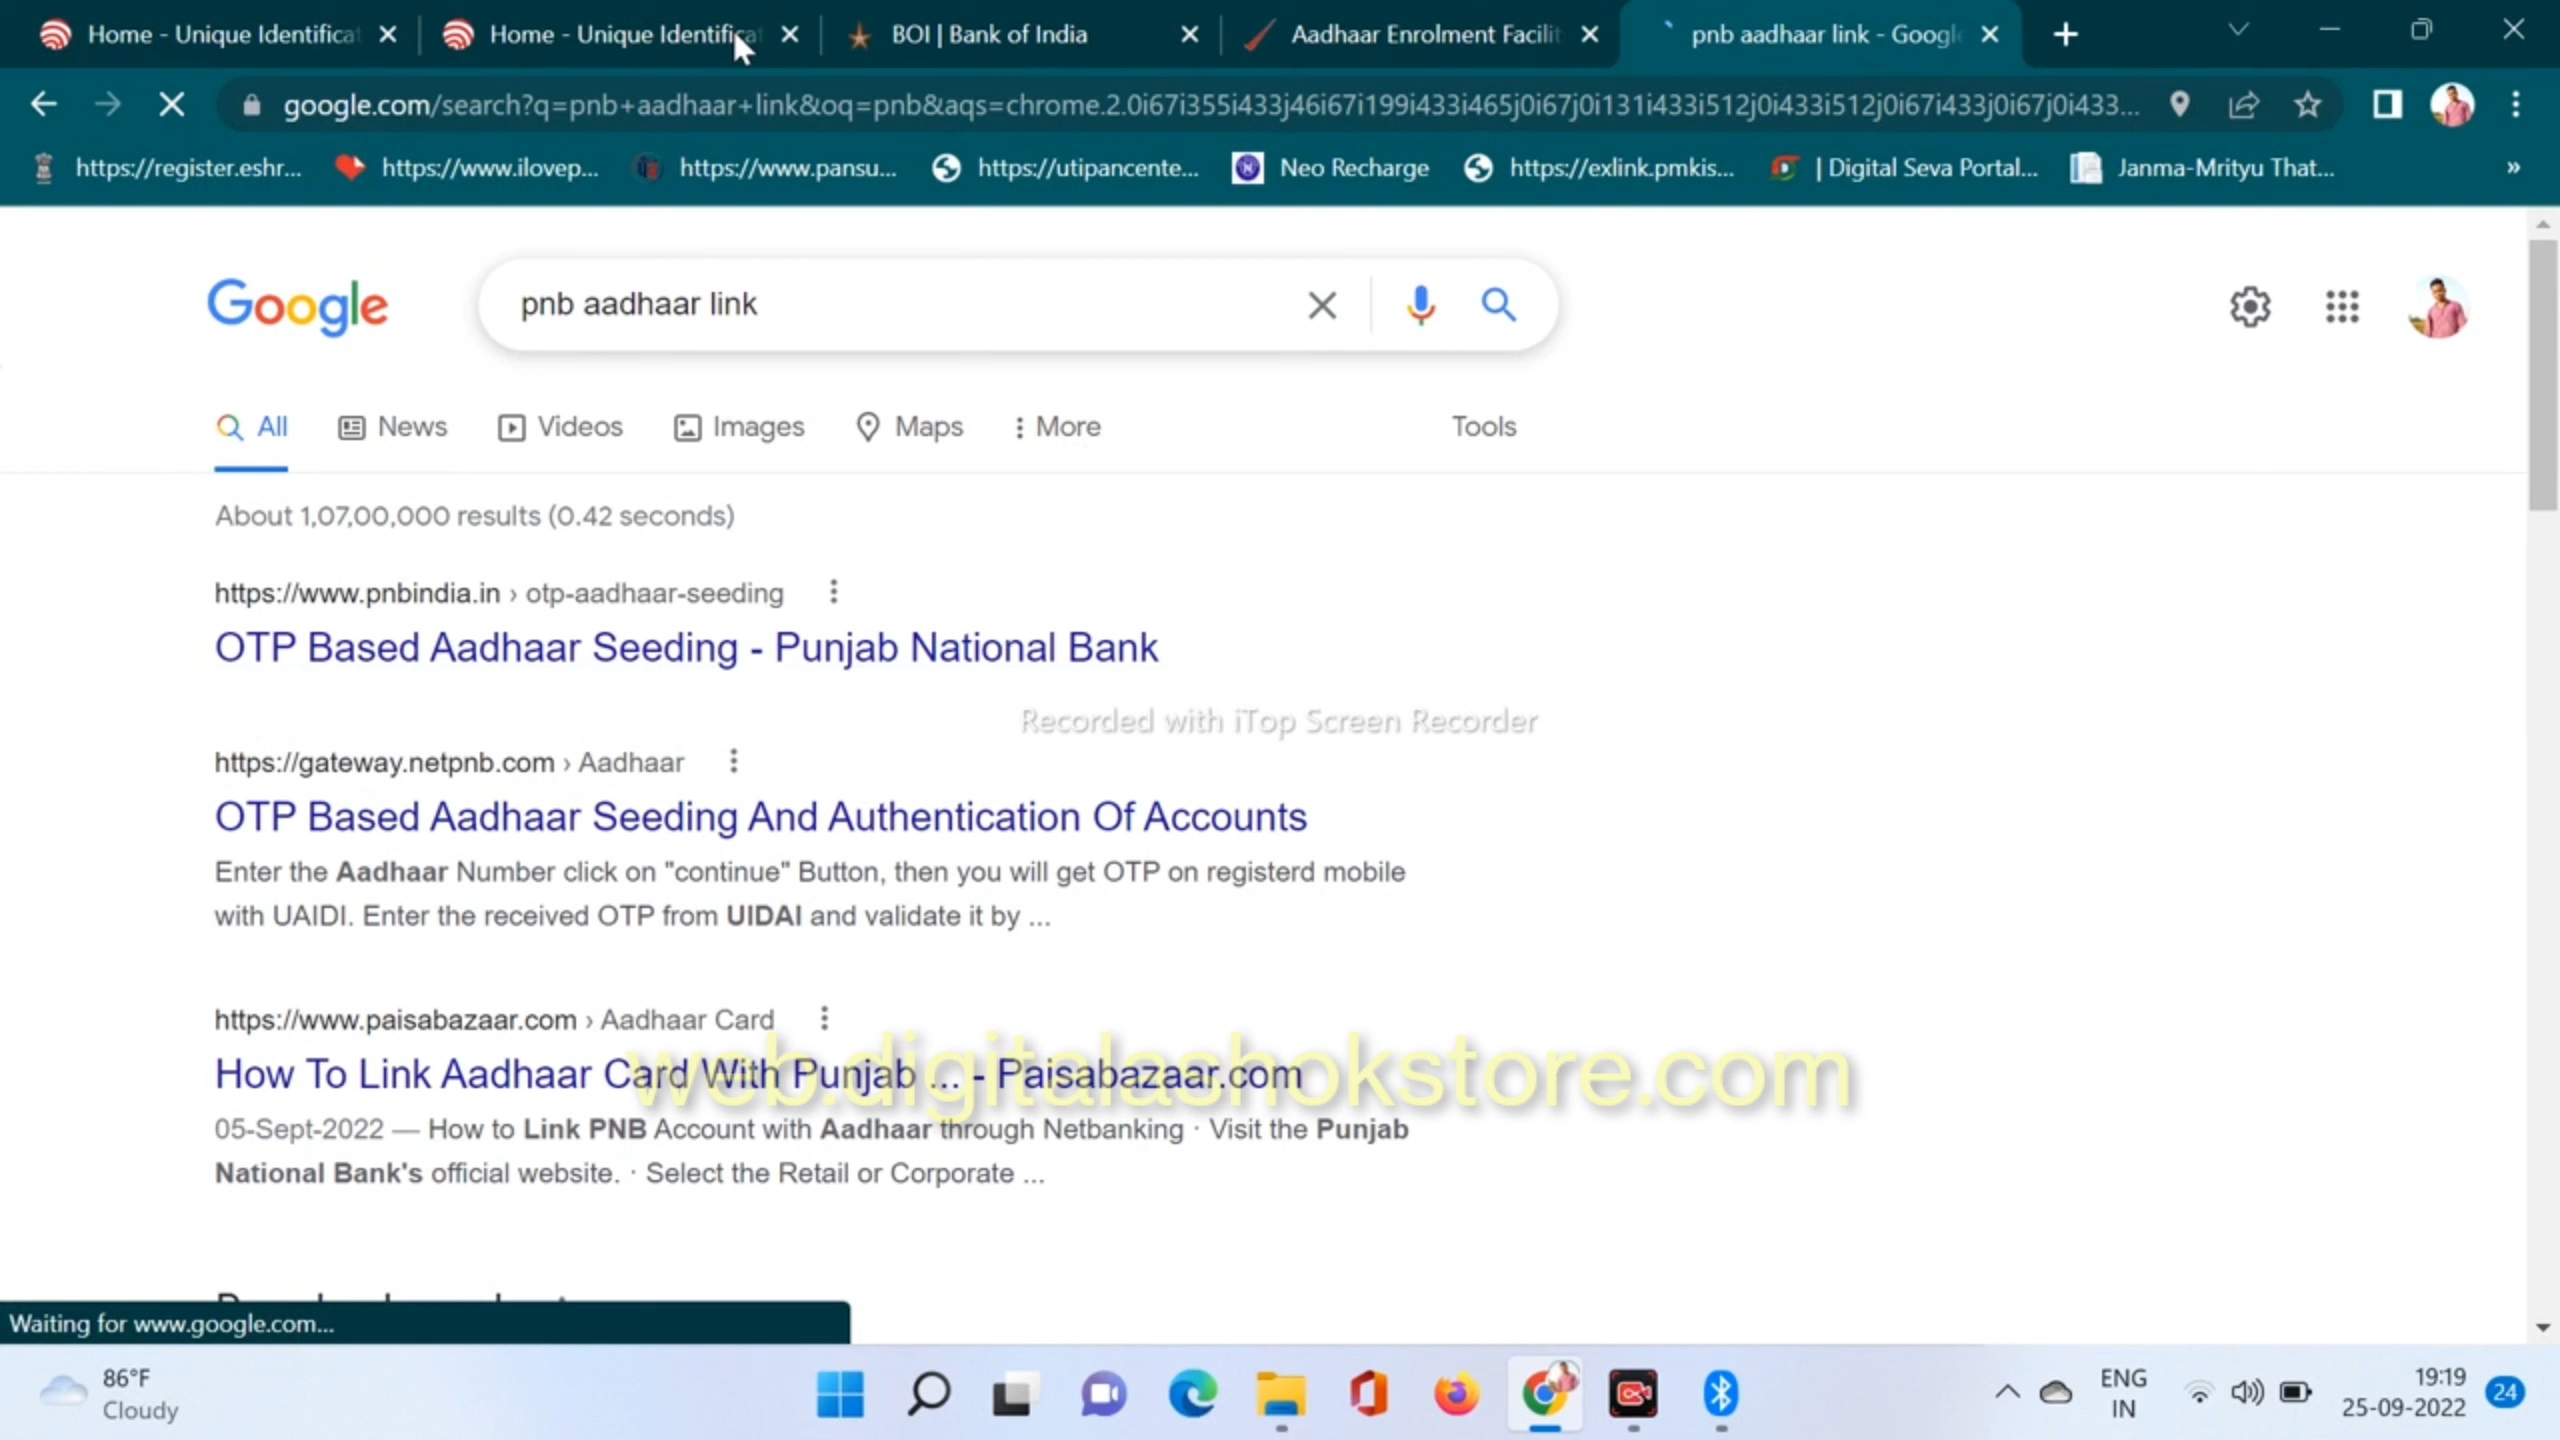 Home - Unique Identificat
Home - Unique Identificat
BOI | Bank of India
Aadhaar Enrolment Facilit
pnb aadhaar link - Googl
google.com/search?q=pnb+aadhaar+link&oq=pnb&aqs=chrome.2.0i67i355i433j46i67i199i433i465j0i67j0i131i433i512j0i433i512j0i67i433j0i67j0i433...
https://register.eshr...
https://www.ilovep...
https://www.pansu...
https://utipancente...
Neo Recharge
https://exlink.pmkis...
| Digital Seva Portal...
Janma-Mrityu That...
»
Google
pnb aadhaar link
All
News
Videos
Images
Maps
More
Tools
About 1,07,00,000 results (0.42 seconds)
https://www.pnbindia.in › otp-aadhaar-seeding
OTP Based Aadhaar Seeding - Punjab National Bank
Recorded with iTop Screen Recorder
https://gateway.netpnb.com › Aadhaar
OTP Based Aadhaar Seeding And Authentication Of Accounts
Enter the Aadhaar Number click on "continue" Button, then you will get OTP on registerd mobile
with UAIDI. Enter the received OTP from UIDAI and validate it by ...
https://www.paisabazaar.com › Aadhaar Card
How To Link Aadhaar Card With Punjab ... - Paisabazaar.com
web.digitalashokstore.com
05-Sept-2022 — How to Link PNB Account with Aadhaar through Netbanking · Visit the Punjab
National Bank's official website. · Select the Retail or Corporate ...
Waiting for www.google.com...
86°F
Cloudy
ENG
IN
19:19
25-09-2022
24